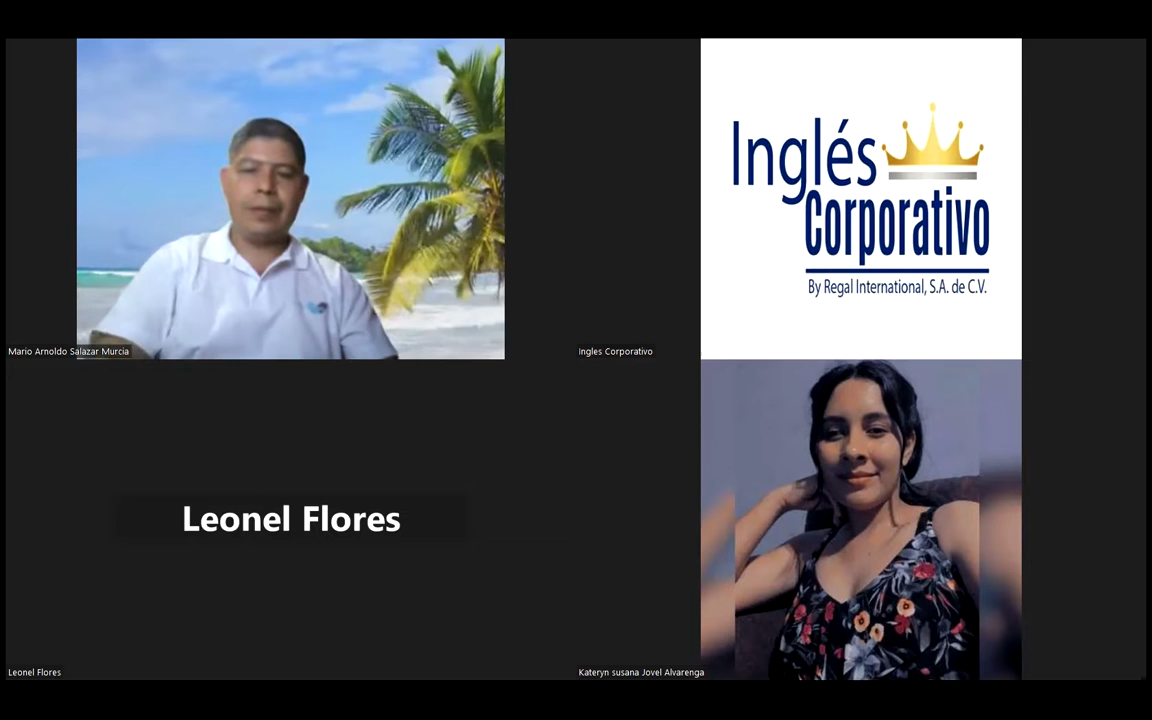 Inglés
Corporativo
By Regal International, S.A. de C.V.
Mario Arnoldo Salazar Murcia
Ingles Corporativo
Leonel Flores
Leonel Flores
Kateryn susana Jovel Alvarenga